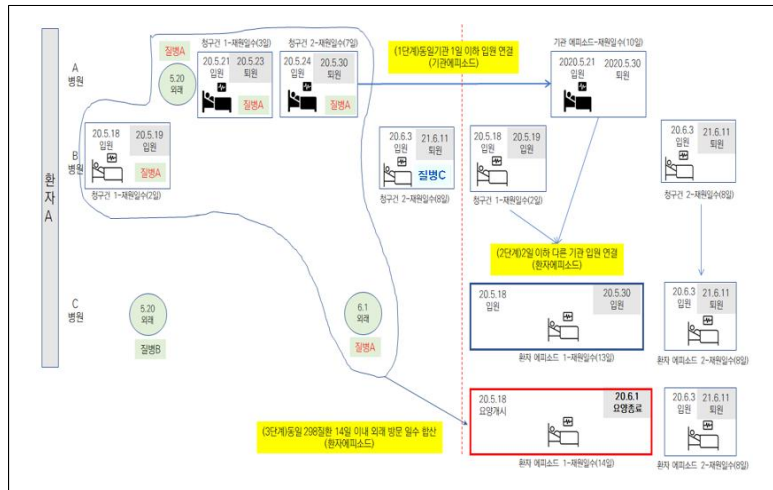 환자A
A
병원
질병A
5.20
외래
청구건 1-재원일수(3일)
20.5.21
입원
20.5.23
퇴원
질병A
청구건 2-재원일수(7일)
20.5.24
입원
20.5.30
퇴원
질병A
(1단계)동일기관 1일 이하 입원 연결
(기관에피소드)
기관 에피소드-재원일수(10일)
2020.5.21
입원
2020.5.30
퇴원
B
병원
20.5.18
입원
20.5.19
입원
질병A
청구건 1-재원일수(2일)
20.6.3
입원
21.6.11
퇴원
질병C
청구건 2-재원일수(8일)
20.5.18
입원
20.5.19
입원
청구건 1-재원일수(2일)
20.6.3
입원
21.6.11
퇴원
청구건 2-재원일수(8일)
(2단계)2일 이하 다른 기관 입원 연결
(환자에피소드)
C
병원
5.20
외래
질병B
6.1
외래
질병A
20.5.18
입원
20.5.30
입원
환자 에피소드 1-재원일수(13일)
20.6.3
입원
21.6.11
퇴원
환자 에피소드 2-재원일수(8일)
(3단계)동일 298질환 14일 이내 외래 방문 일수 합산
(환자에피소드)
20.5.18
요양개시
20.6.1
요양종료
환자 에피소드 1-재원일수(14일)
20.6.3
입원
21.6.11
퇴원
환자 에피소드 2-재원일수(8일)